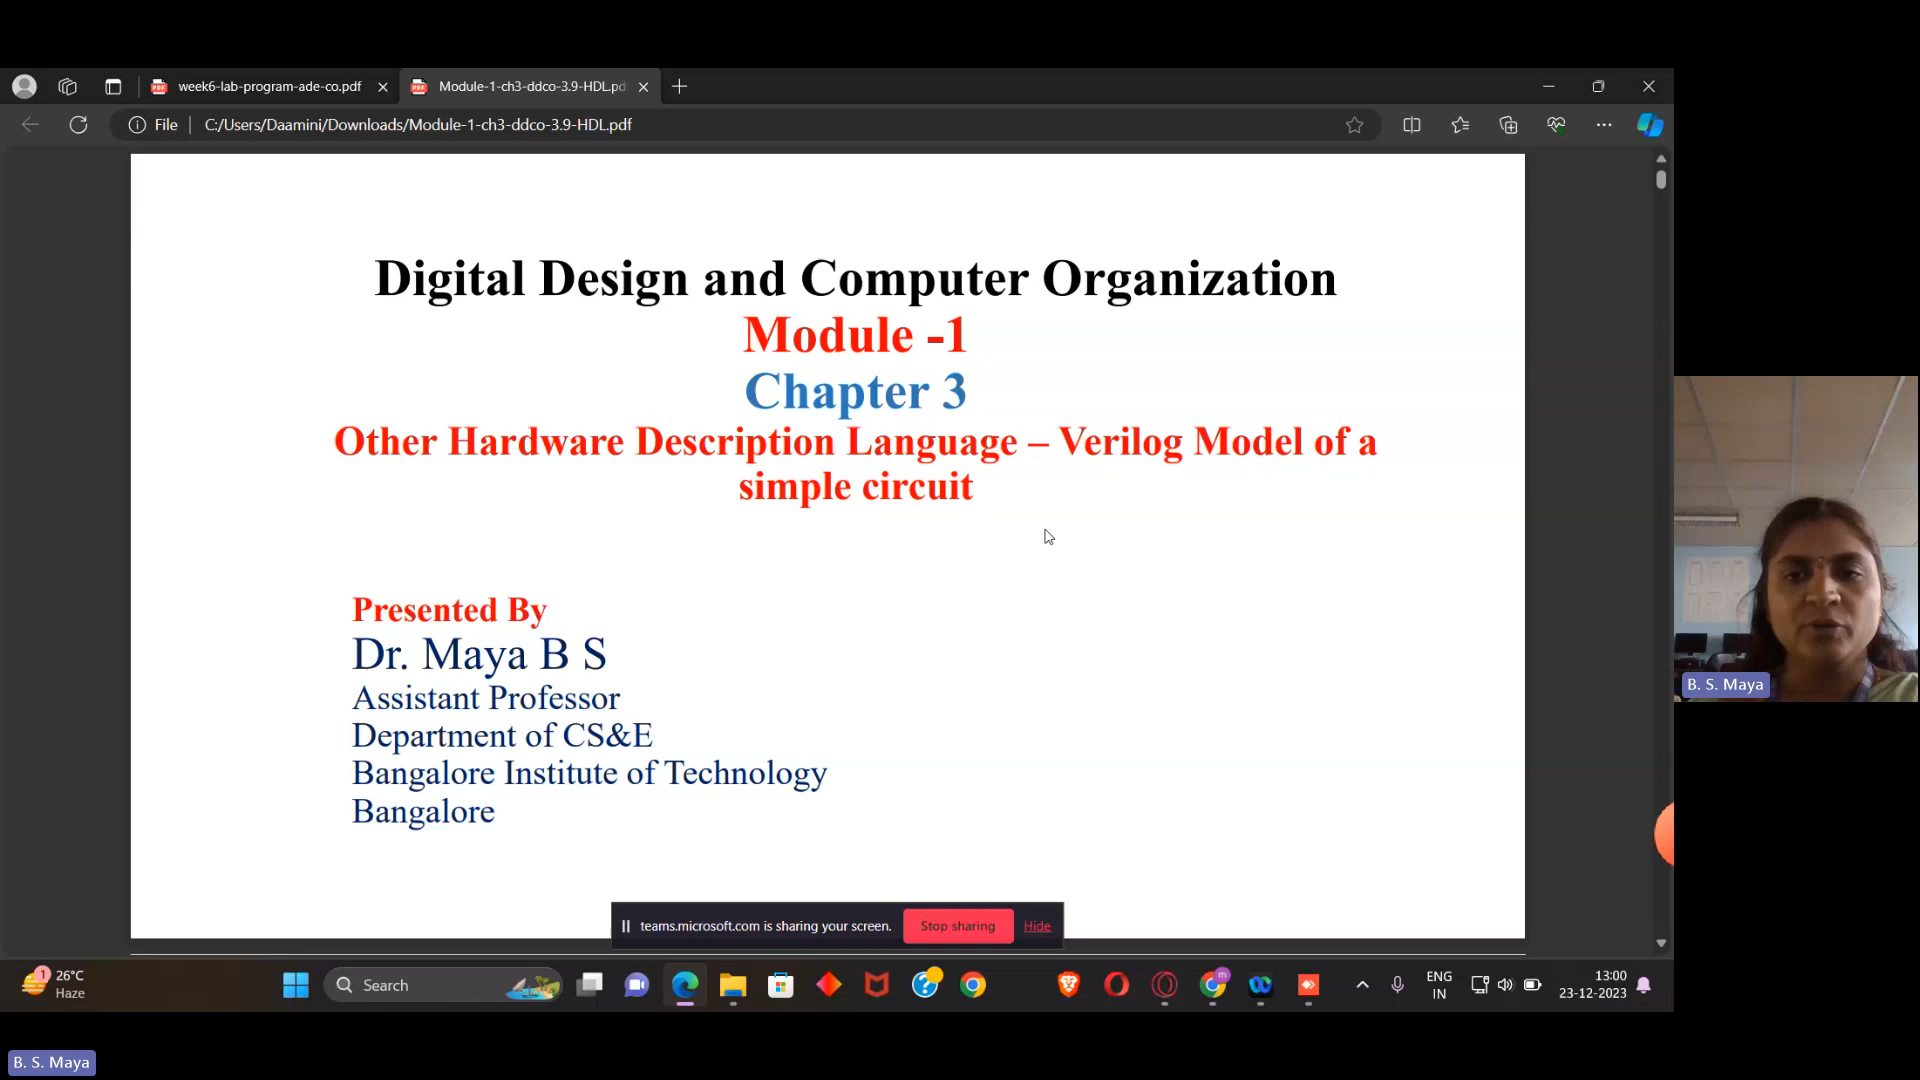 week6-lab-program-ade-co.pdf
Module-1-ch3-ddco-3.9-HDL.pd
File
C:/Users/Daamini/Downloads/Module-1-ch3-ddco-3.9-HDL.pdf
Digital Design and Computer Organization
Module -1
Chapter 3
Other Hardware Description Language – Verilog Model of a
simple circuit
Presented By
Dr. Maya B S
Assistant Professor
Department of CS&E
Bangalore Institute of Technology
Bangalore
B. S. Maya
teams.microsoft.com is sharing your screen.
Stop sharing
Hide
1
26°C
Haze
Search
m
ENG
IN
13:00
23-12-2023
B. S. Maya